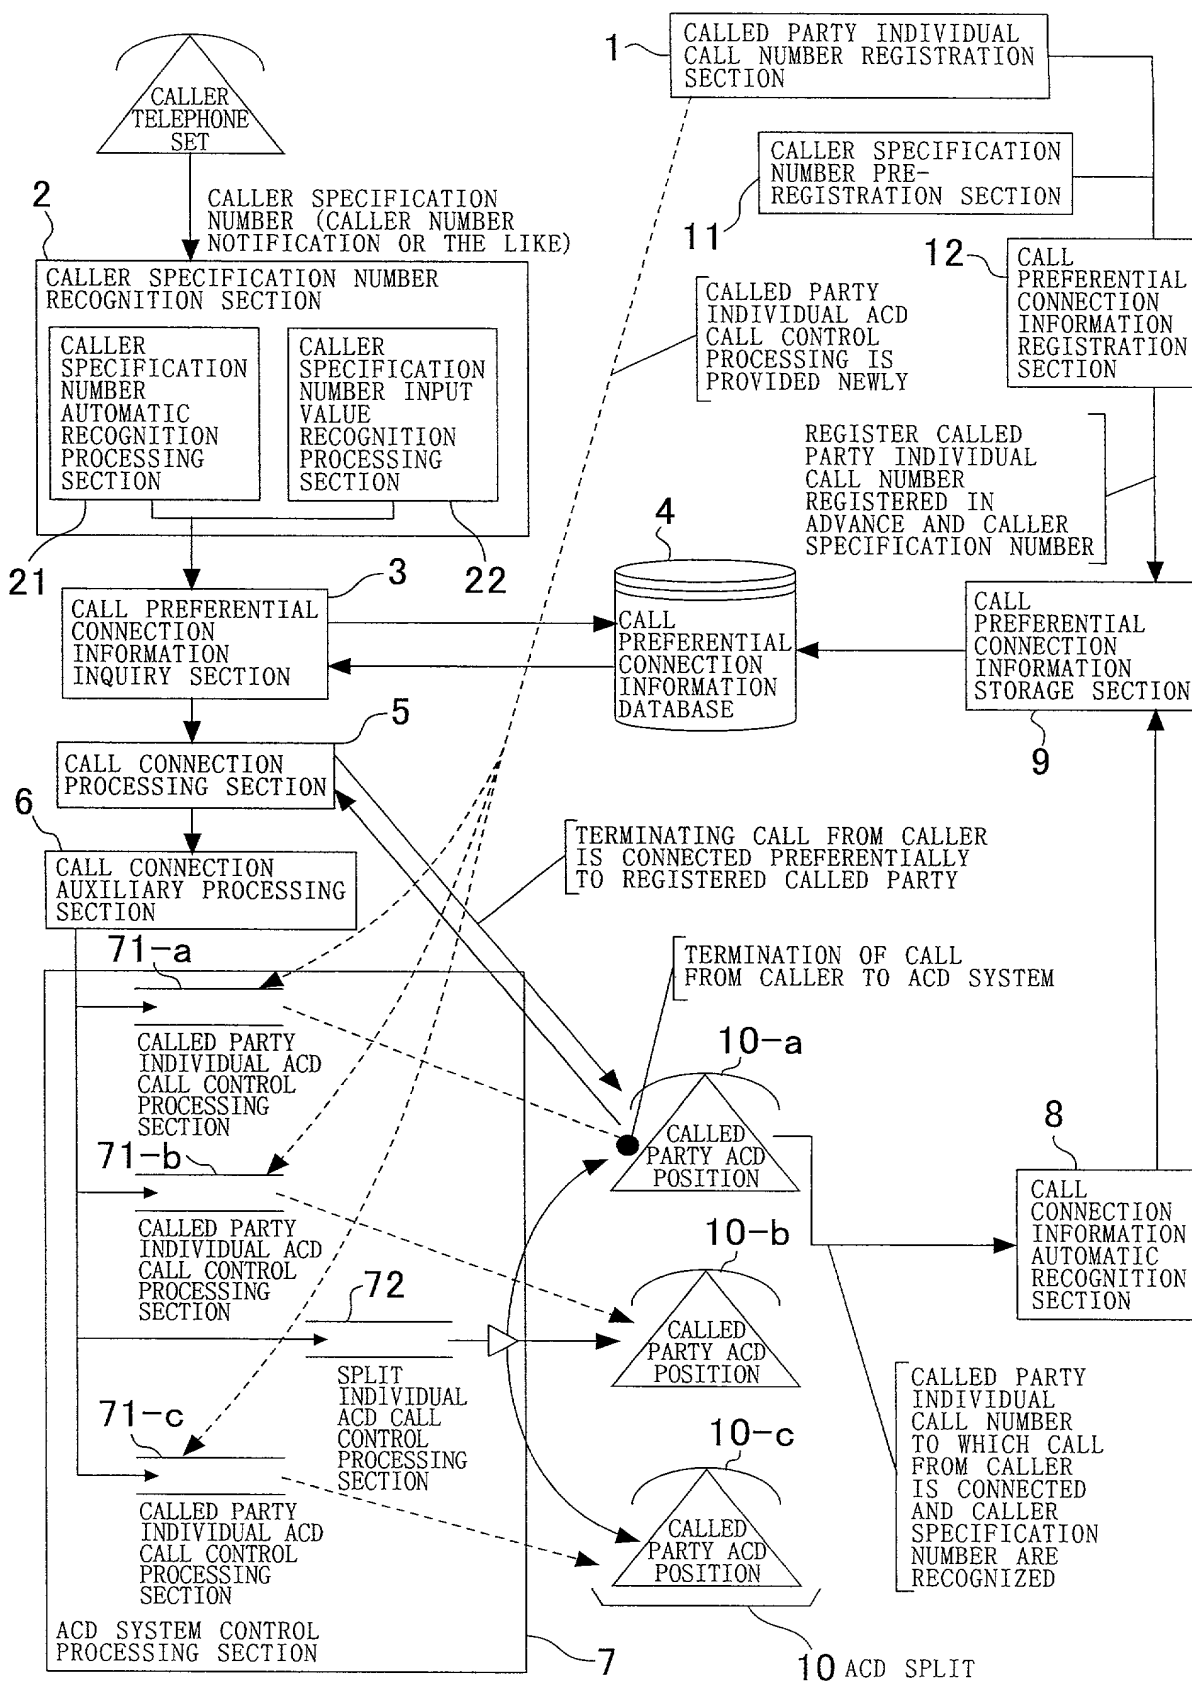 CALLER
TELEPHONE
SET
1
CALLED PARTY INDIVIDUAL
CALL NUMBER REGISTRATION
SECTION
CALLER SPECIFICATION
NUMBER PRE-
REGISTRATION SECTION
11
2
CALLER SPECIFICATION
NUMBER (CALLER NUMBER
NOTIFICATION OR THE LIKE)
CALLER SPECIFICATION NUMBER
RECOGNITION SECTION
CALLER
SPECIFICATION
NUMBER
AUTOMATIC
RECOGNITION
PROCESSING
SECTION
CALLER
SPECIFICATION
NUMBER INPUT
VALUE
RECOGNITION
PROCESSING
SECTION
21
22
CALLED PARTY
INDIVIDUAL ACD
CALL CONTROL
PROCESSING IS
PROVIDED NEWLY
12
CALL
PREFERENTIAL
CONNECTION
INFORMATION
REGISTRATION
SECTION
REGISTER CALLED
PARTY INDIVIDUAL
CALL NUMBER
REGISTERED IN
ADVANCE AND CALLER
SPECIFICATION NUMBER
3
CALL PREFERENTIAL
CONNECTION
INFORMATION
INQUIRY SECTION
4
CALL
PREFERENTIAL
CONNECTION
INFORMATION
DATABASE
CALL
PREFERENTIAL
CONNECTION
INFORMATION
STORAGE SECTION
9
5
CALL CONNECTION
PROCESSING SECTION
6
CALL CONNECTION
AUXILIARY PROCESSING
SECTION
TERMINATING CALL FROM CALLER
IS CONNECTED PREFERENTIALLY
TO REGISTERED CALLED PARTY
TERMINATION OF CALL
FROM CALLER TO ACD SYSTEM
71-a
CALLED PARTY
INDIVIDUAL ACD
CALL CONTROL
PROCESSING
SECTION
10-a
CALLED
PARTY ACD
POSITION
8
CALL
CONNECTION
INFORMATION
AUTOMATIC
RECOGNITION
SECTION
71-b
CALLED PARTY
INDIVIDUAL ACD
CALL CONTROL
PROCESSING
SECTION
10-b
CALLED
PARTY ACD
POSITION
72
SPLIT
INDIVIDUAL
ACD CALL
CONTROL
PROCESSING
SECTION
71-c
CALLED PARTY
INDIVIDUAL ACD
CALL CONTROL
PROCESSING
SECTION
10-c
CALLED
PARTY ACD
POSITION
CALLED PARTY
INDIVIDUAL
CALL NUMBER
TO WHICH CALL
FROM CALLER
IS CONNECTED
AND CALLER
SPECIFICATION
NUMBER ARE
RECOGNIZED
ACD SYSTEM CONTROL
PROCESSING SECTION
7
10 ACD SPLIT